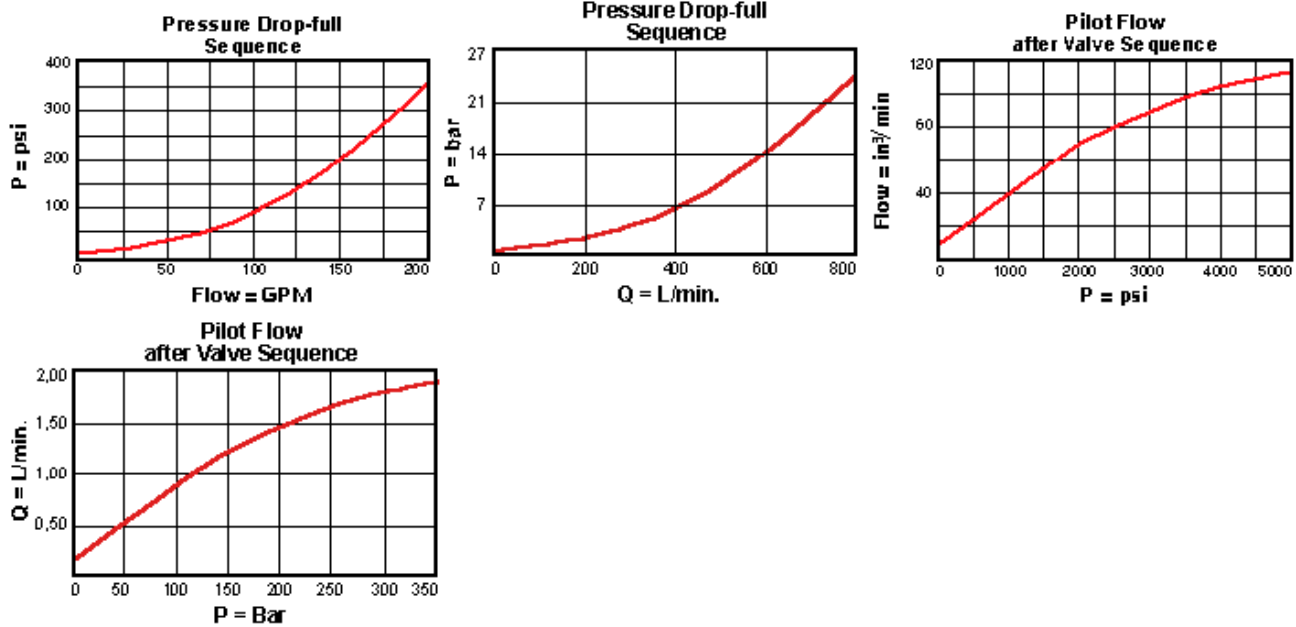 Pressure Drop-full
Sequence
400
300
200
100
P = psi
0 50 100 150 200
Flow = GPM
Pressure Drop-full
Sequence
27
21
14
7
P = bar
0 200 400 600 800
Q = L/min.
Pilot Flow
after Valve Sequence
120
60
40
0
Flow = in³/min
0 1000 2000 3000 4000 5000
P = psi
Pilot Flow
after Valve Sequence
2,00
1,50
1,00
0,50
Q = L/min.
0 50 100 150 200 250 300 350
P = Bar